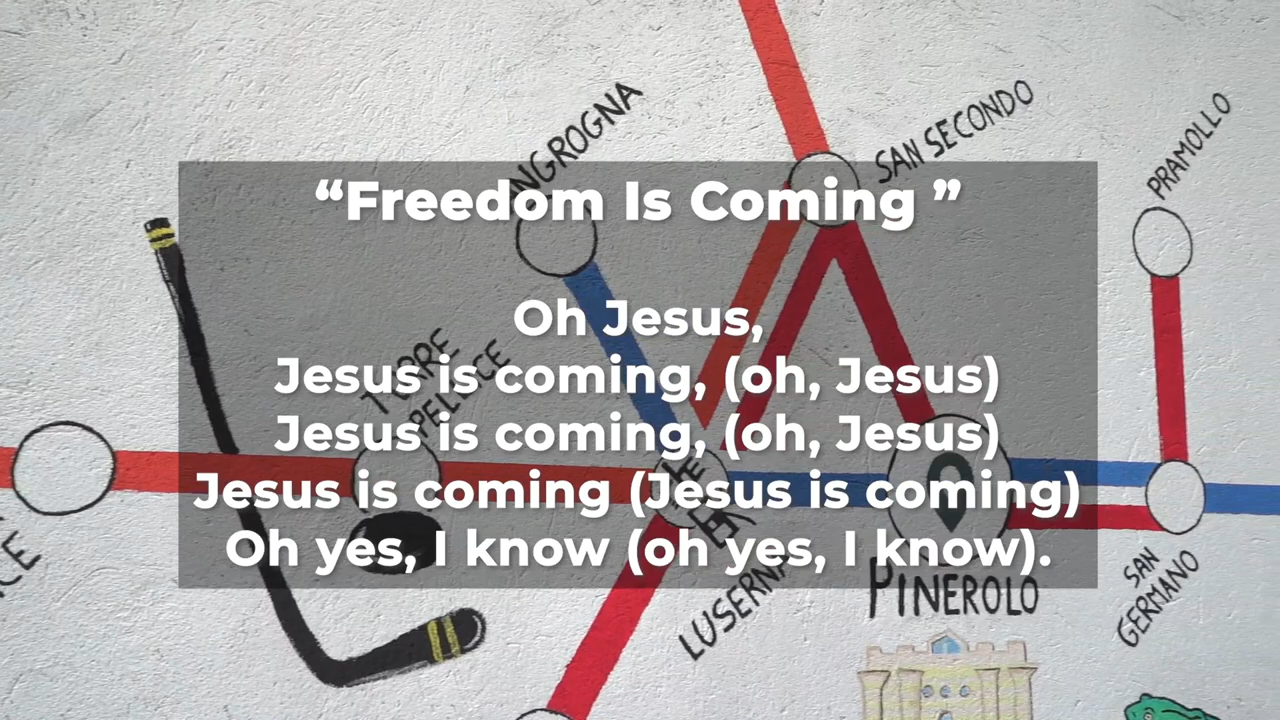 “Freedom Is Coming ”
Oh Jesus,
Jesus is coming, (oh, Jesus)
Jesus is coming, (oh, Jesus)
Jesus is coming (Jesus is coming)
Oh yes, I know (oh yes, I know).
SAN SECONDO
PRAMOLLO
TORRE
PELLICE
LUSERNA
PINEROLO
SAN
GERMANO